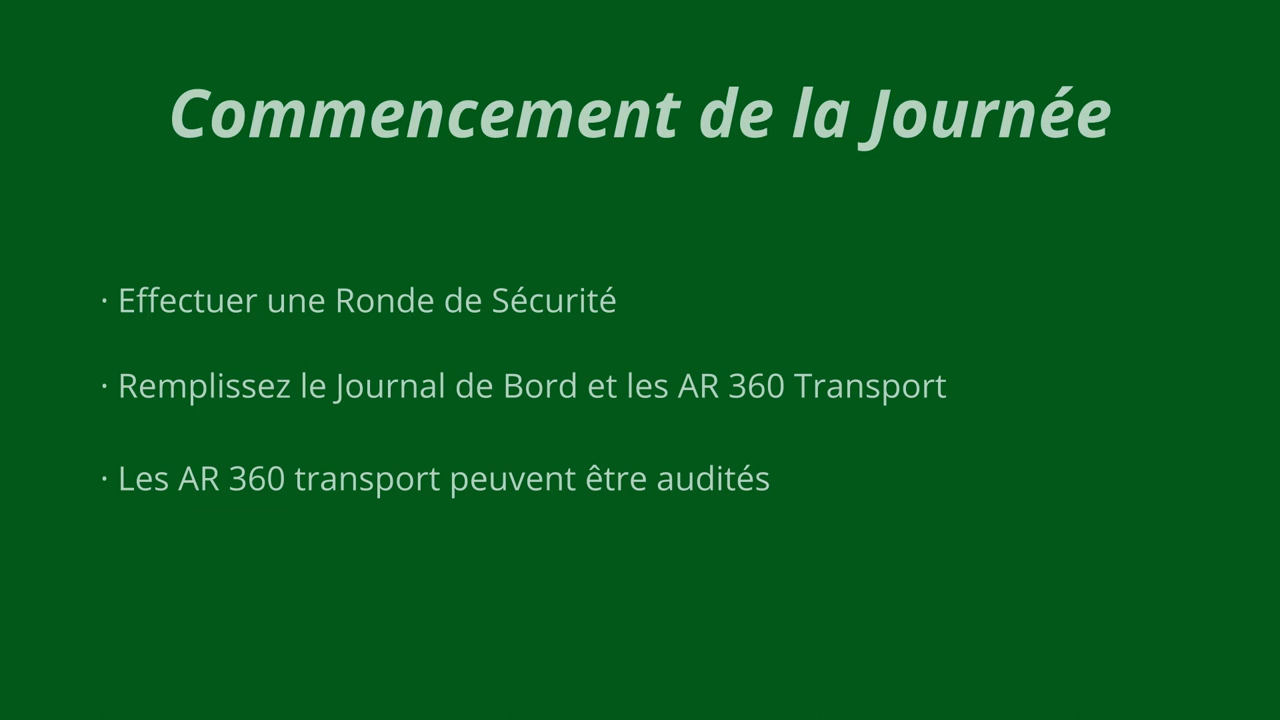 Commencement de la Journée
· Effectuer une Ronde de Sécurité
· Remplissez le Journal de Bord et les AR 360 Transport
· Les AR 360 transport peuvent être audités